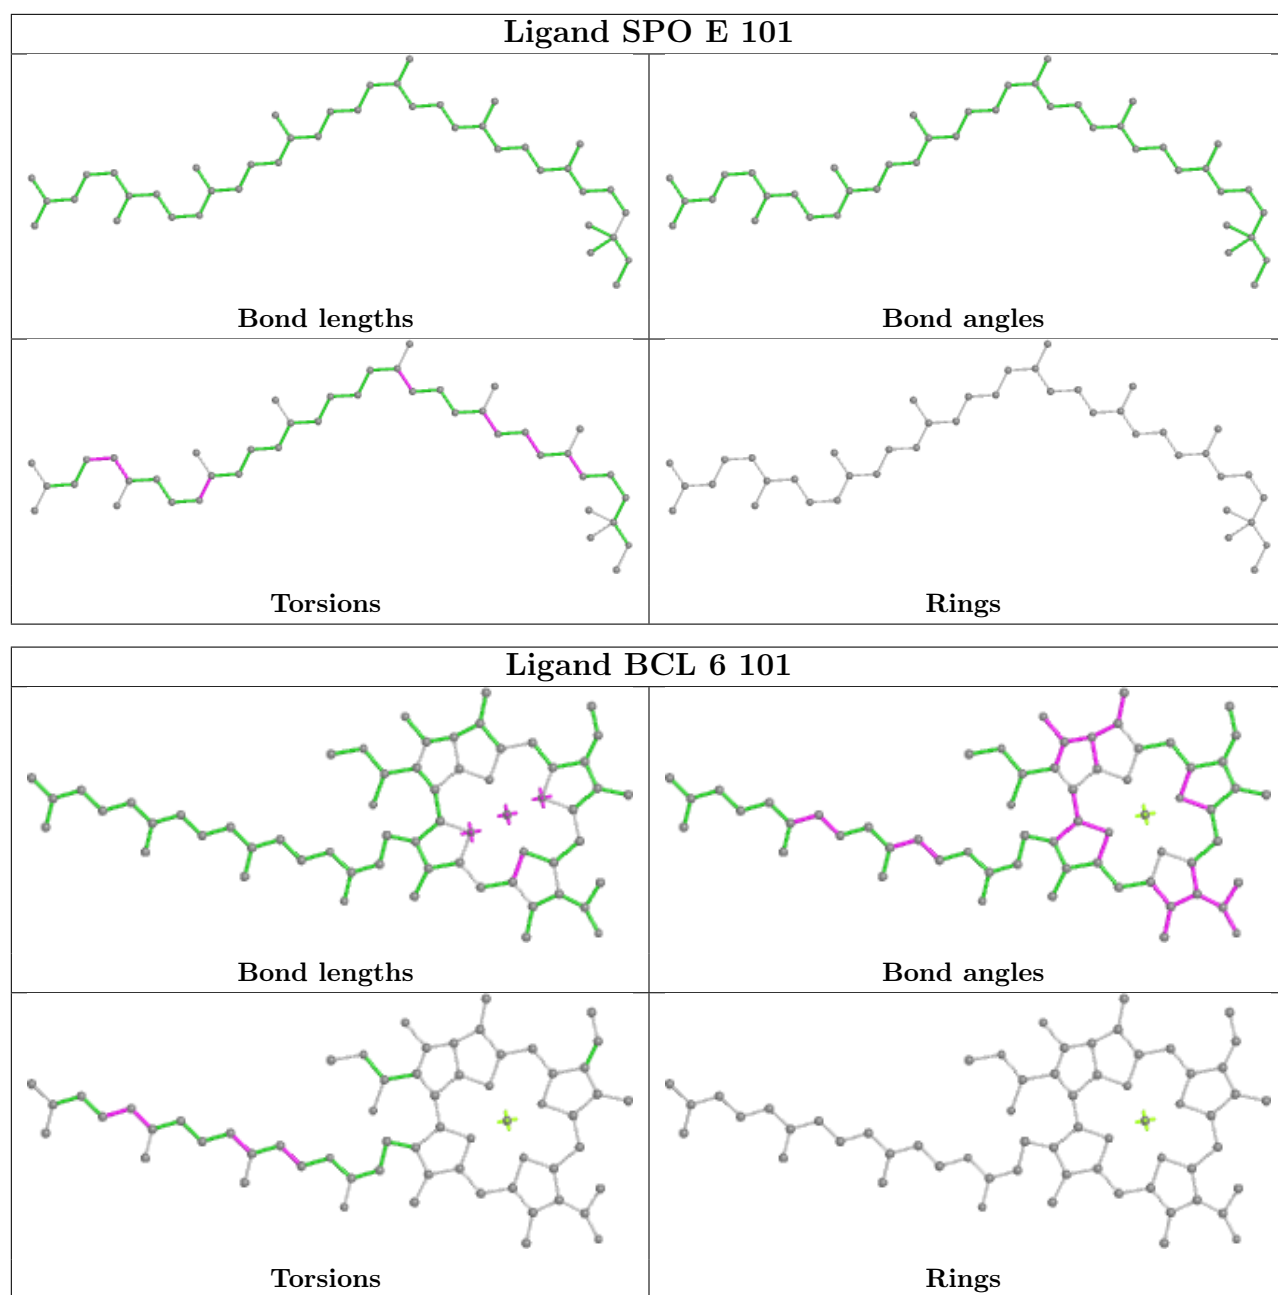 Ligand SPO E 101
Bond lengths
Bond angles
Torsions
Rings
Ligand BCL 6 101
Bond lengths
Bond angles
Torsions
Rings